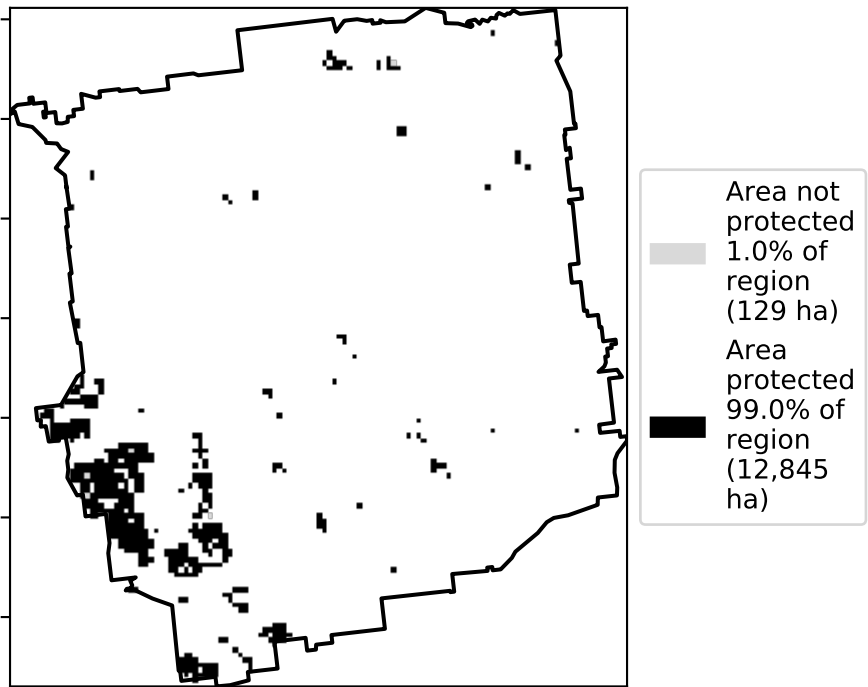 Area not
protected
1.0% of
region
(129 ha)
Area
protected
99.0% of
region
(12,845
ha)